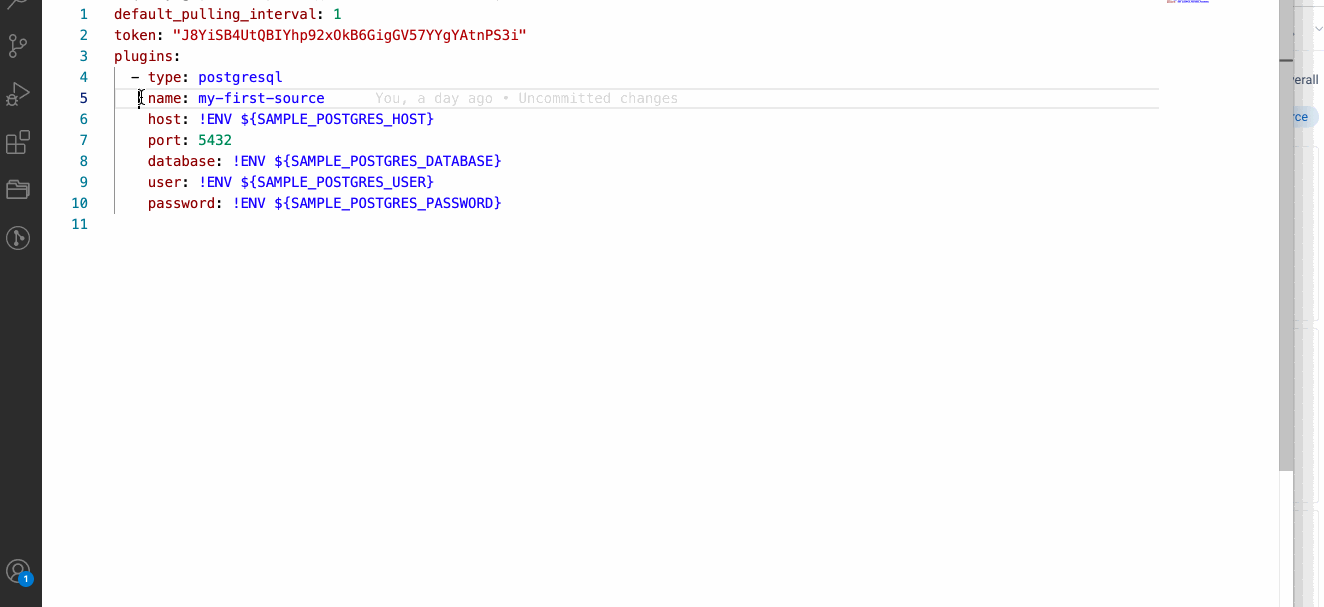 1 default_pulling_interval: 1
2 token: "J8YiSB4UtQBIYhp92xOkB6GigGV57YYgYAtnPS3i"
3 plugins:
4 - type: postgresql
5 name: my-first-source You, a day ago • Uncommitted changes
6 host: !ENV ${SAMPLE_POSTGRES_HOST}
7 port: 5432
8 database: !ENV ${SAMPLE_POSTGRES_DATABASE}
9 user: !ENV ${SAMPLE_POSTGRES_USER}
10 password: !ENV ${SAMPLE_POSTGRES_PASSWORD}
11
erall
rce
1